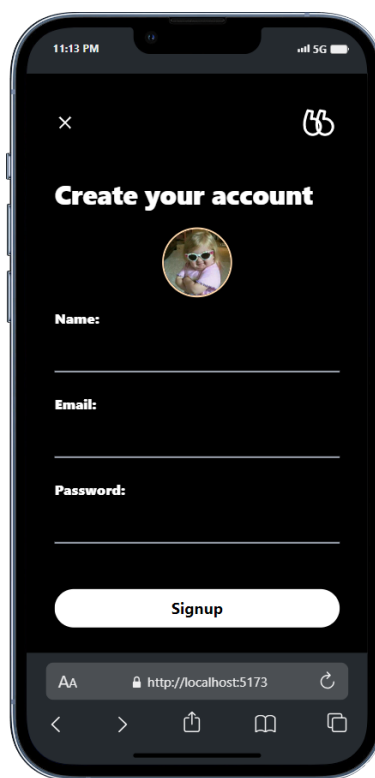 11:13 PM
5G
Create your account
Name:
Email:
Password:
Signup
AA
http://localhost:5173